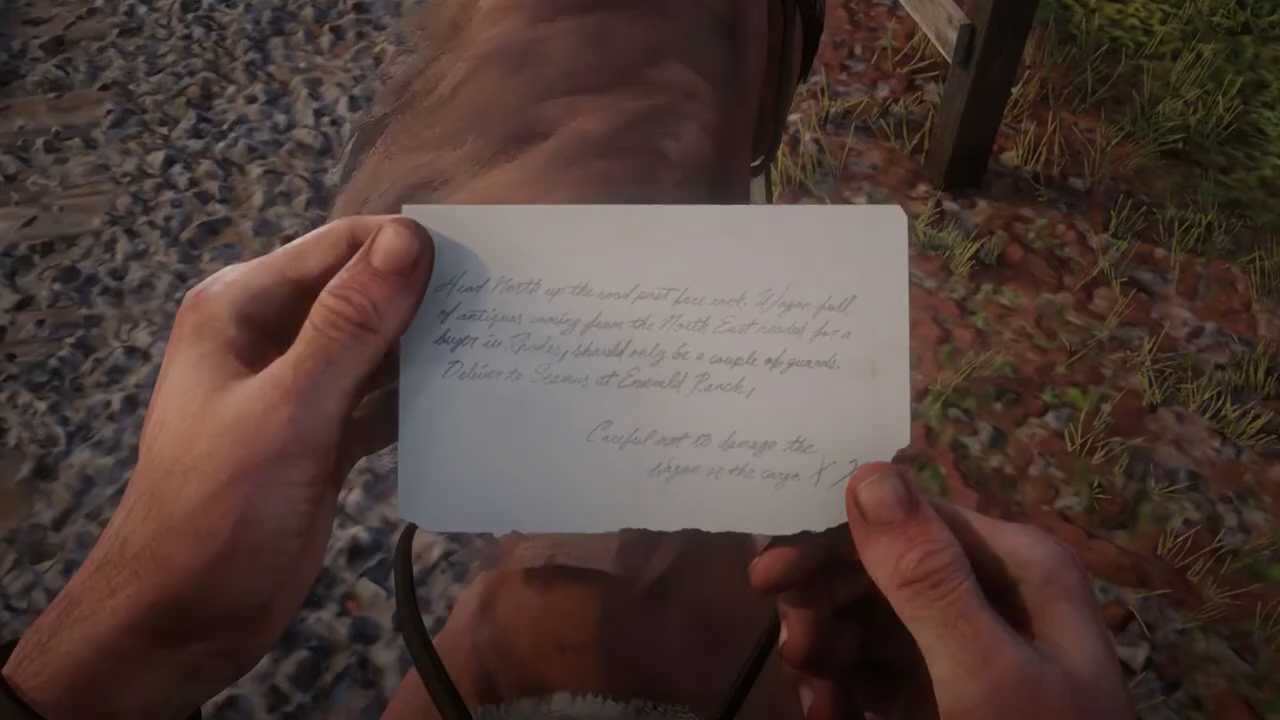 Head North up the road past face rock. Wagon full
of antiques coming from the North East headed for a
buyer in Rhodes, should only be a couple of guards.
Deliver to Seamus at Emerald Ranch,
Careful not to damage the
wagon or the cargo. X